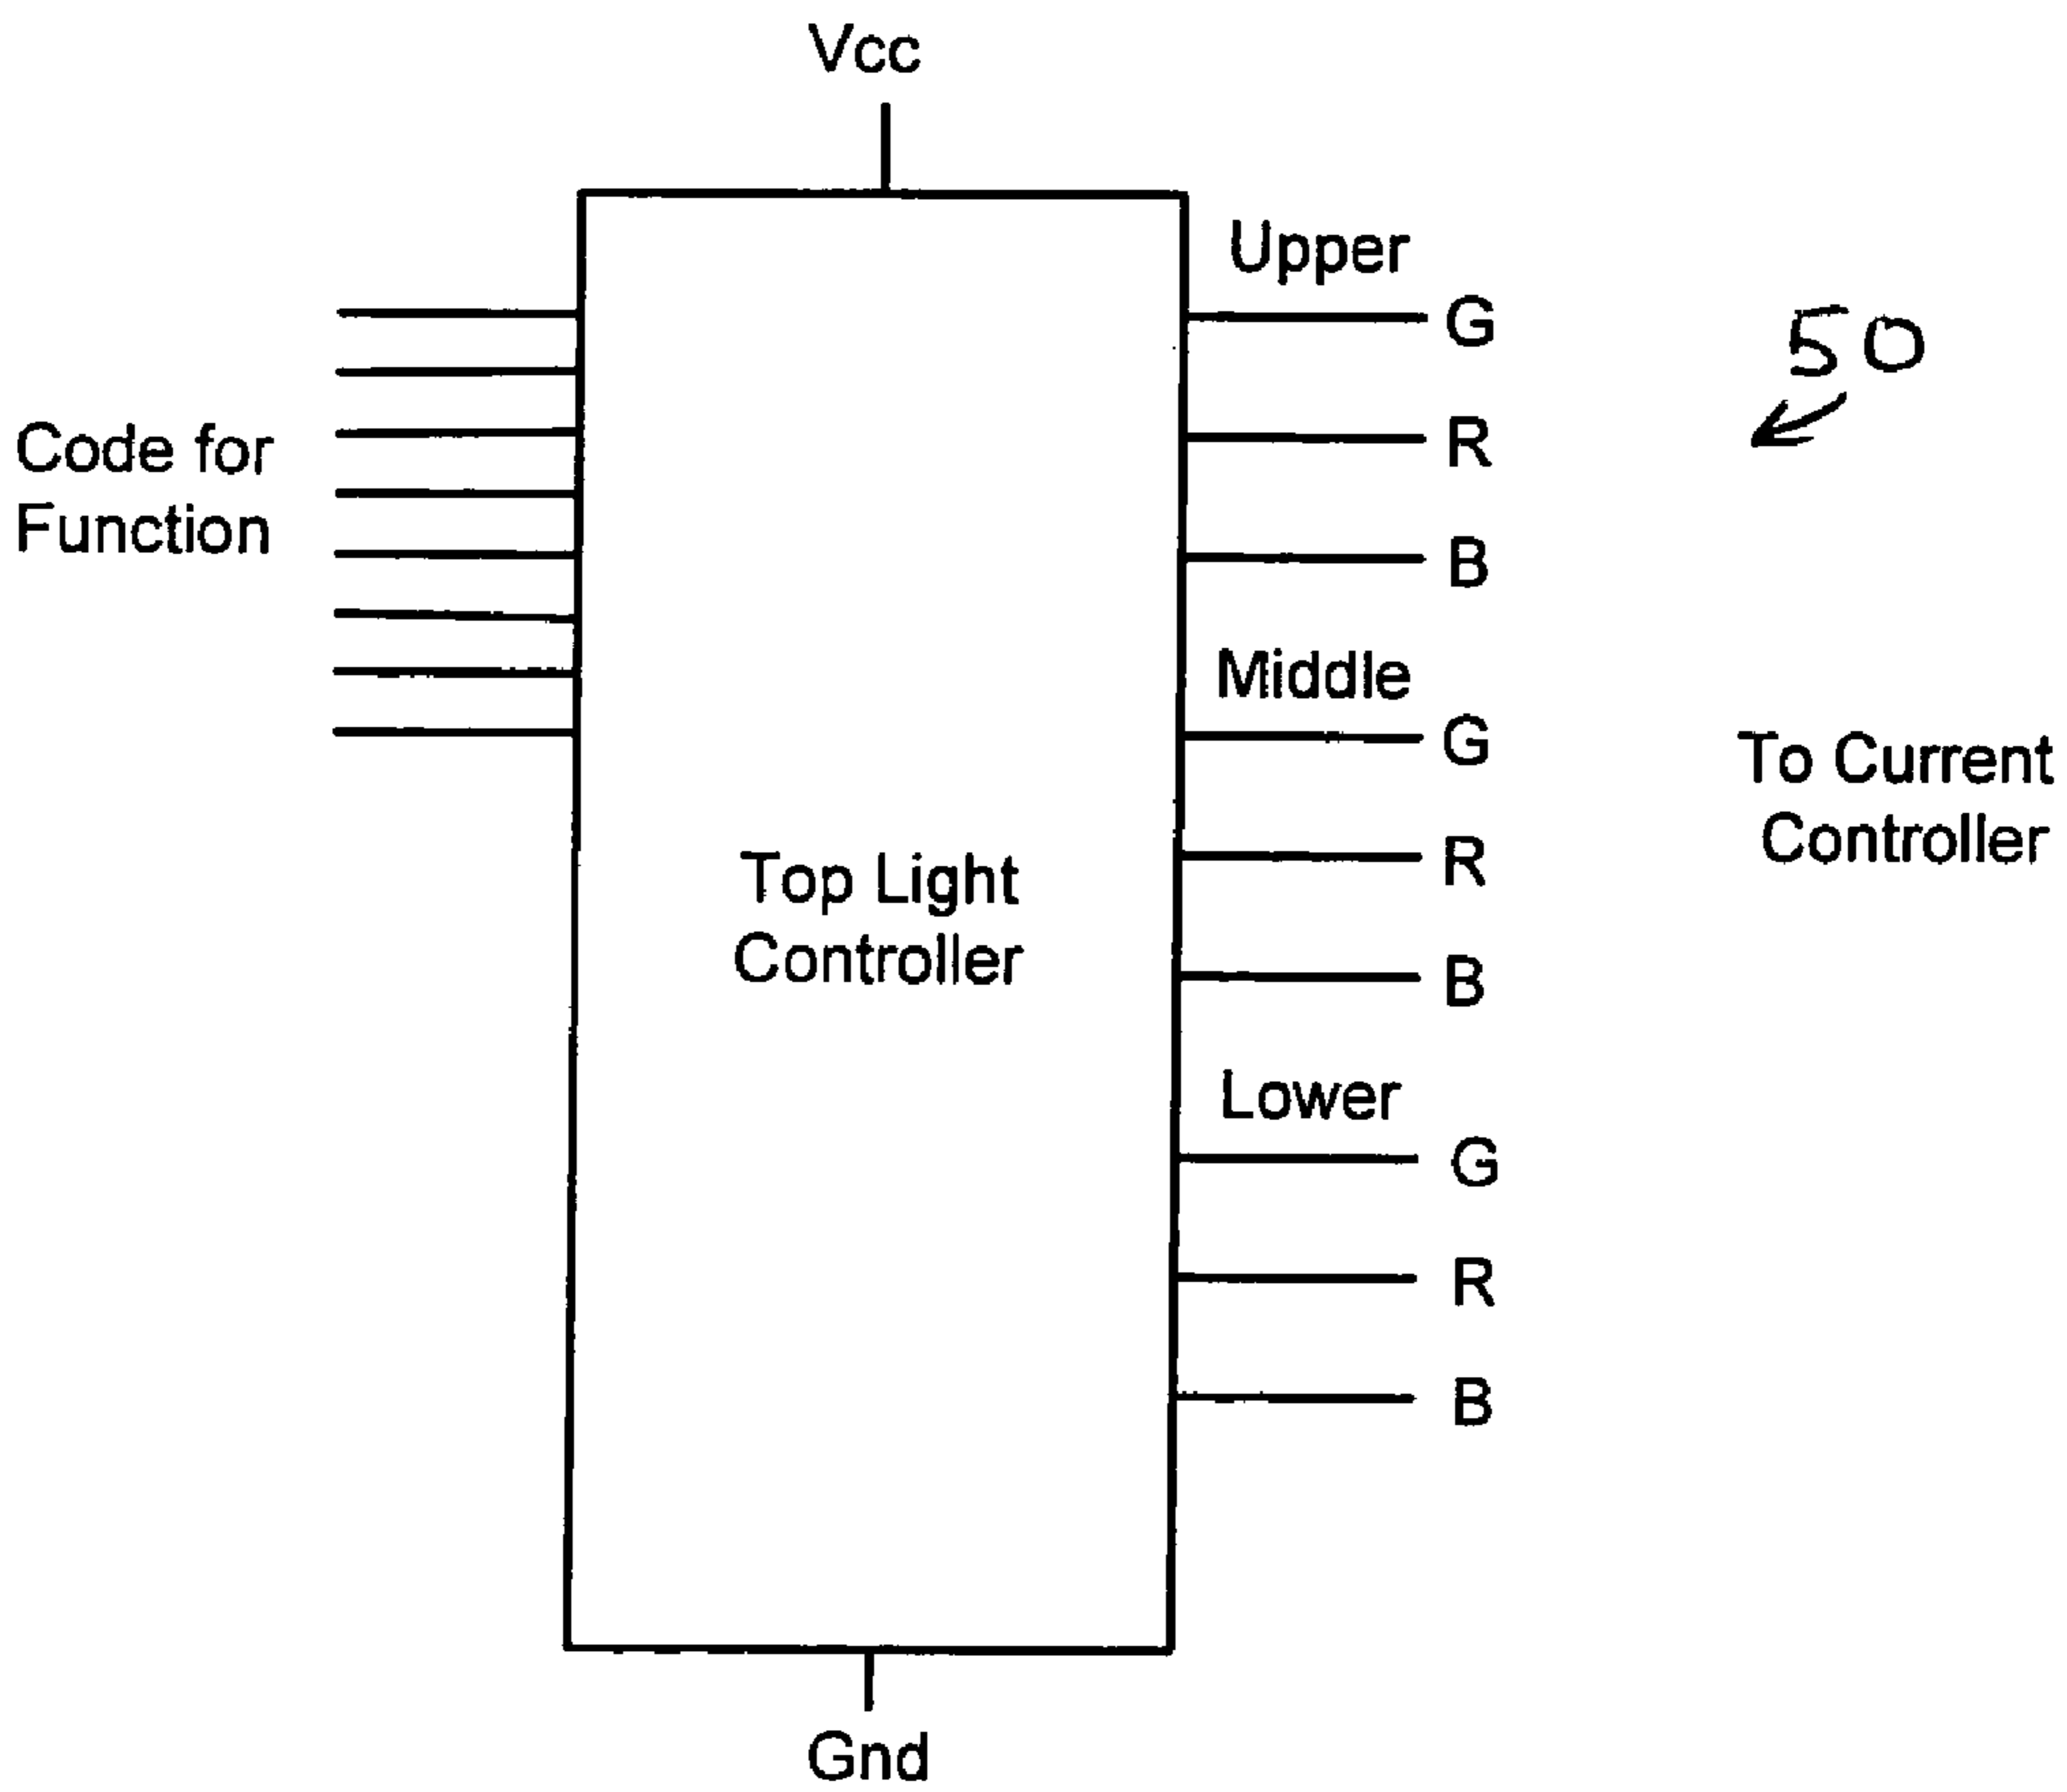 Vcc
Upper
G
50
R
Code for
Function
B
Middle
G
To Current
Controller
R
Top Light
Controller
B
Lower
G
R
B
Gnd